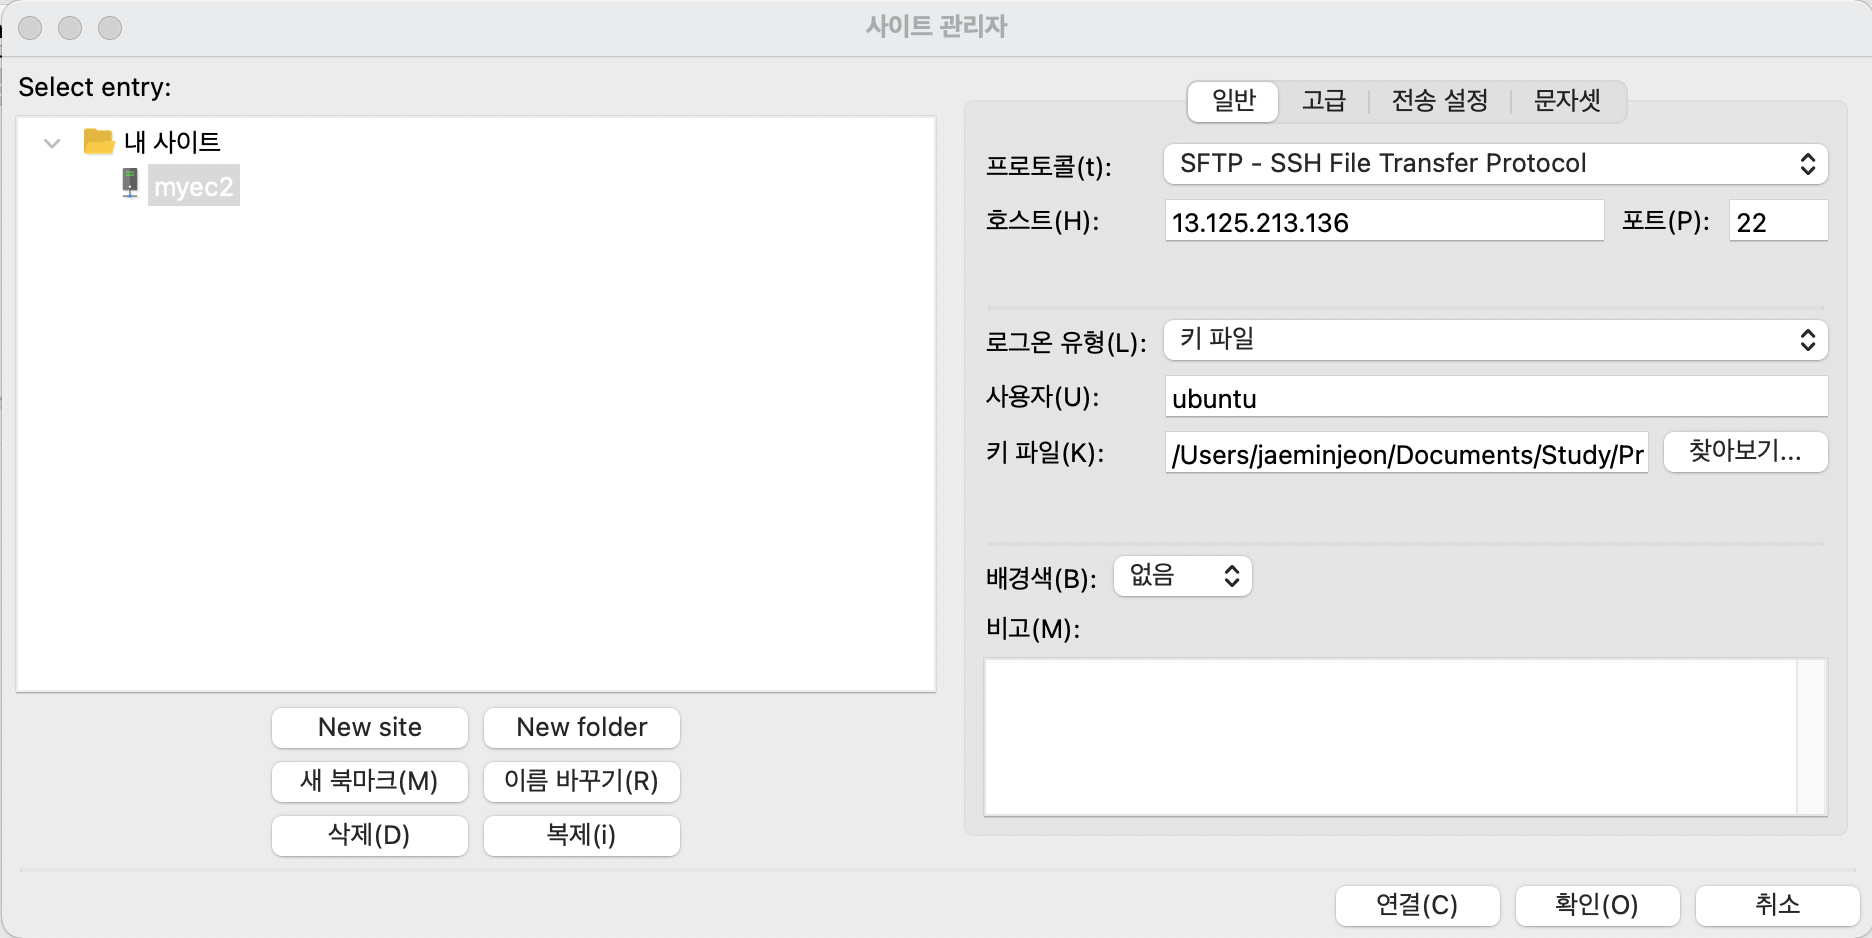 사이트 관리자
Select entry:
내 사이트
myec2
New site
New folder
새 북마크(M)
이름 바꾸기(R)
삭제(D)
복제(i)
일반
고급
전송 설정
문자셋
프로토콜(t):
SFTP - SSH File Transfer Protocol
호스트(H):
13.125.213.136
포트(P):
22
로그온 유형(L):
키 파일
사용자(U):
ubuntu
키 파일(K):
/Users/jaeminjeon/Documents/Study/Pr
찾아보기...
배경색(B):
없음
비고(M):
연결(C)
확인(O)
취소